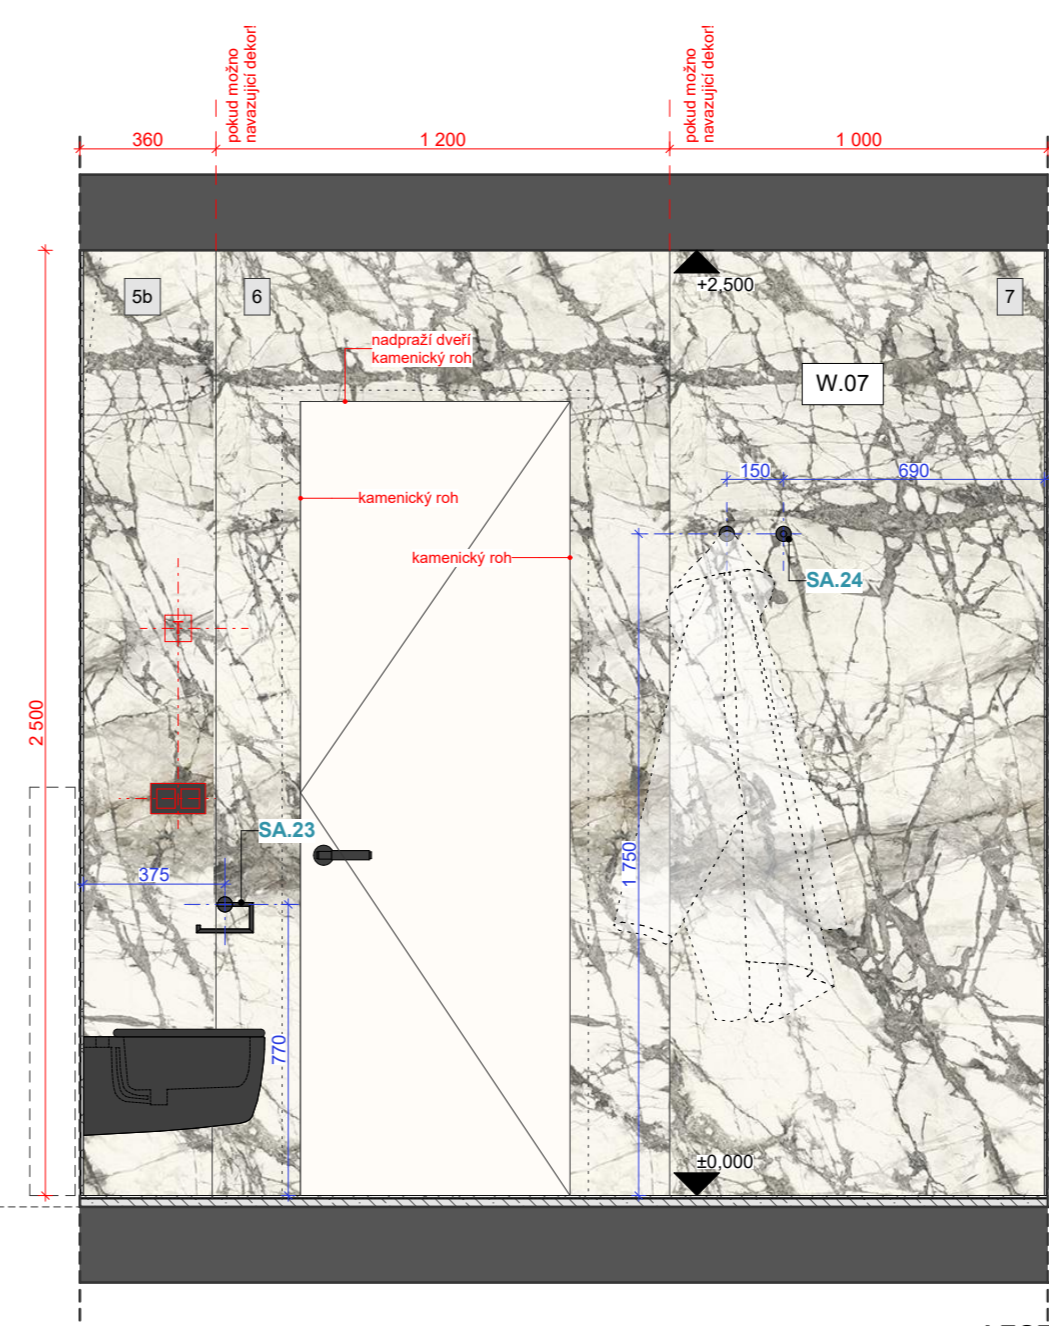 pokud možno
navazující dekor!
pokud možno
navazující dekor!
360
1 200
1 000
5b
6
+2,500
7
nadpraží dveří
kamenický roh
W.07
150
690
kamenický roh
kamenický roh
SA.24
2 500
SA.23
1 750
375
770
±0,000